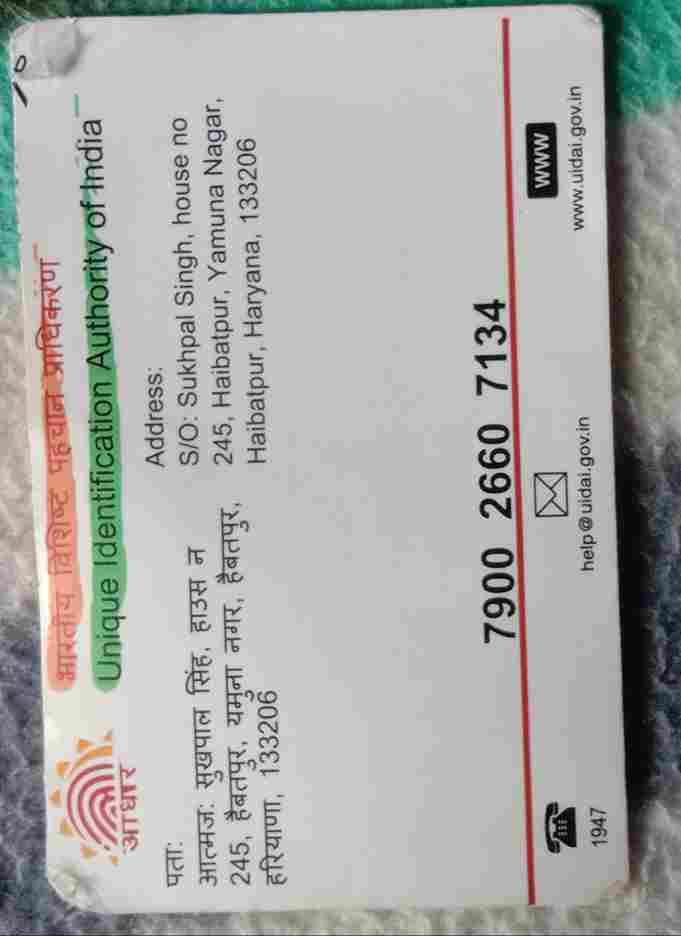 भारतीय विशिष्ट पहचान प्राधिकरण
Unique Identification Authority of India
आधार
पता:
आत्मज: सुखपाल सिंह, हाउस न
245, हैबतपुर, यमुना नगर, हैबतपुर,
हरियाणा, 133206
Address:
S/O: Sukhpal Singh, house no
245, Haibatpur, Yamuna Nagar,
Haibatpur, Haryana, 133206
7900 2660 7134
1947
help@uidai.gov.in
www
www.uidai.gov.in